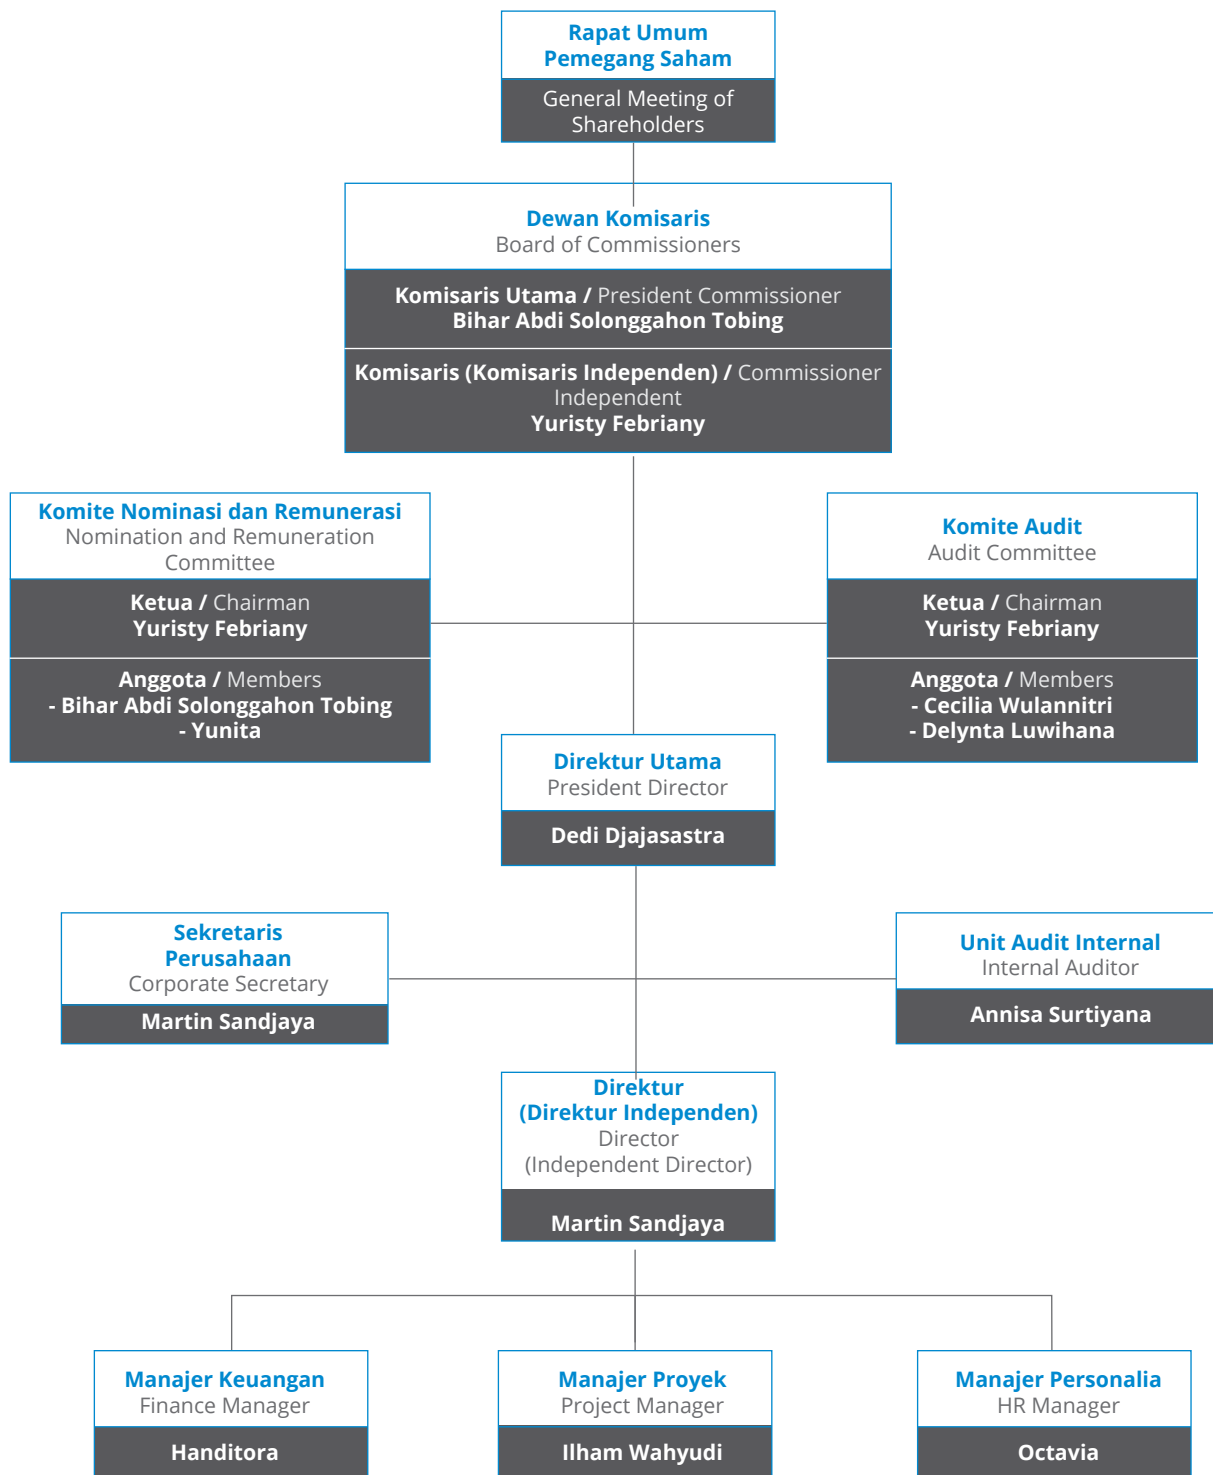 Rapat Umum
Pemegang Saham
General Meeting of
Shareholders
Dewan Komisaris
Board of Commissioners
Komisaris Utama / President Commissioner
Bihar Abdi Solonggahon Tobing
Komisaris (Komisaris Independen) / Commissioner
Independent
Yuristy Febriany
Komite Nominasi dan Remunerasi
Nomination and Remuneration
Committee
Ketua / Chairman
Yuristy Febriany
Anggota / Members
- Bihar Abdi Solonggahon Tobing
- Yunita
Komite Audit
Audit Committee
Ketua / Chairman
Yuristy Febriany
Anggota / Members
- Cecilia Wulannitri
- Delynta Luwihana
Direktur Utama
President Director
Dedi Djajasastra
Sekretaris
Perusahaan
Corporate Secretary
Martin Sandjaya
Unit Audit Internal
Internal Auditor
Annisa Surtiyana
Direktur
(Direktur Independen)
Director
(Independent Director)
Martin Sandjaya
Manajer Keuangan
Finance Manager
Handitora
Manajer Proyek
Project Manager
Ilham Wahyudi
Manajer Personalia
HR Manager
Octavia